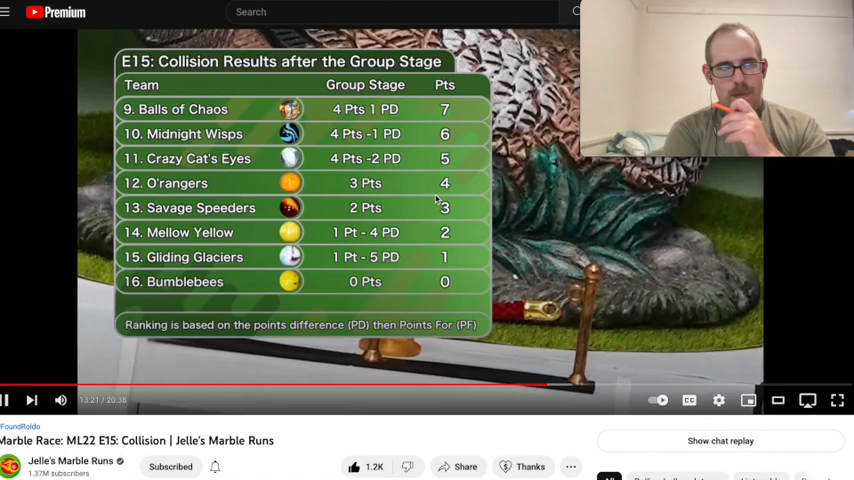 Premium
Search
E15: Collision Results after the Group Stage
Team Group Stage Pts
9. Balls of Chaos 4 Pts 1 PD 7
10. Midnight Wisps 4 Pts -1 PD 6
11. Crazy Cat's Eyes 4 Pts -2 PD 5
12. O'rangers 3 Pts 4
13. Savage Speeders 2 Pts 3
14. Mellow Yellow 1 Pt - 4 PD 2
15. Gliding Glaciers 1 Pt - 5 PD 1
16. Bumblebees 0 Pts 0
Ranking is based on the points difference (PD) then Points For (PF)
13:21 / 20:38
CC
#FoundRoldo
Marble Race: ML22 E15: Collision | Jelle's Marble Runs
Show chat replay
Jelle's Marble Runs
1.37M subscribers
Subscribed
1.2K
Share
Thanks
All